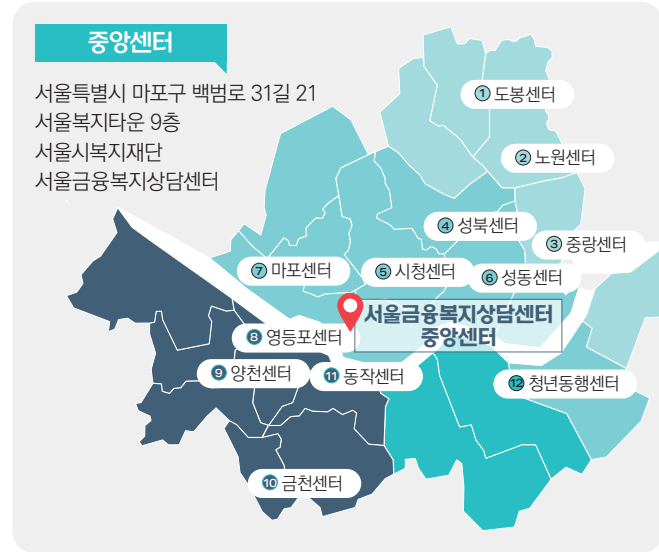 중앙센터
서울특별시 마포구 백범로 31길 21
서울복지타운 9층
서울시복지재단
서울금융복지상담센터
① 도봉센터
② 노원센터
④ 성북센터
③ 중랑센터
⑦ 마포센터
⑤ 시청센터
⑥ 성동센터
서울금융복지상담센터
중앙센터
⑧ 영등포센터
⑨ 양천센터
⑪ 동작센터
⑫ 청년동행센터
⑩ 금천센터